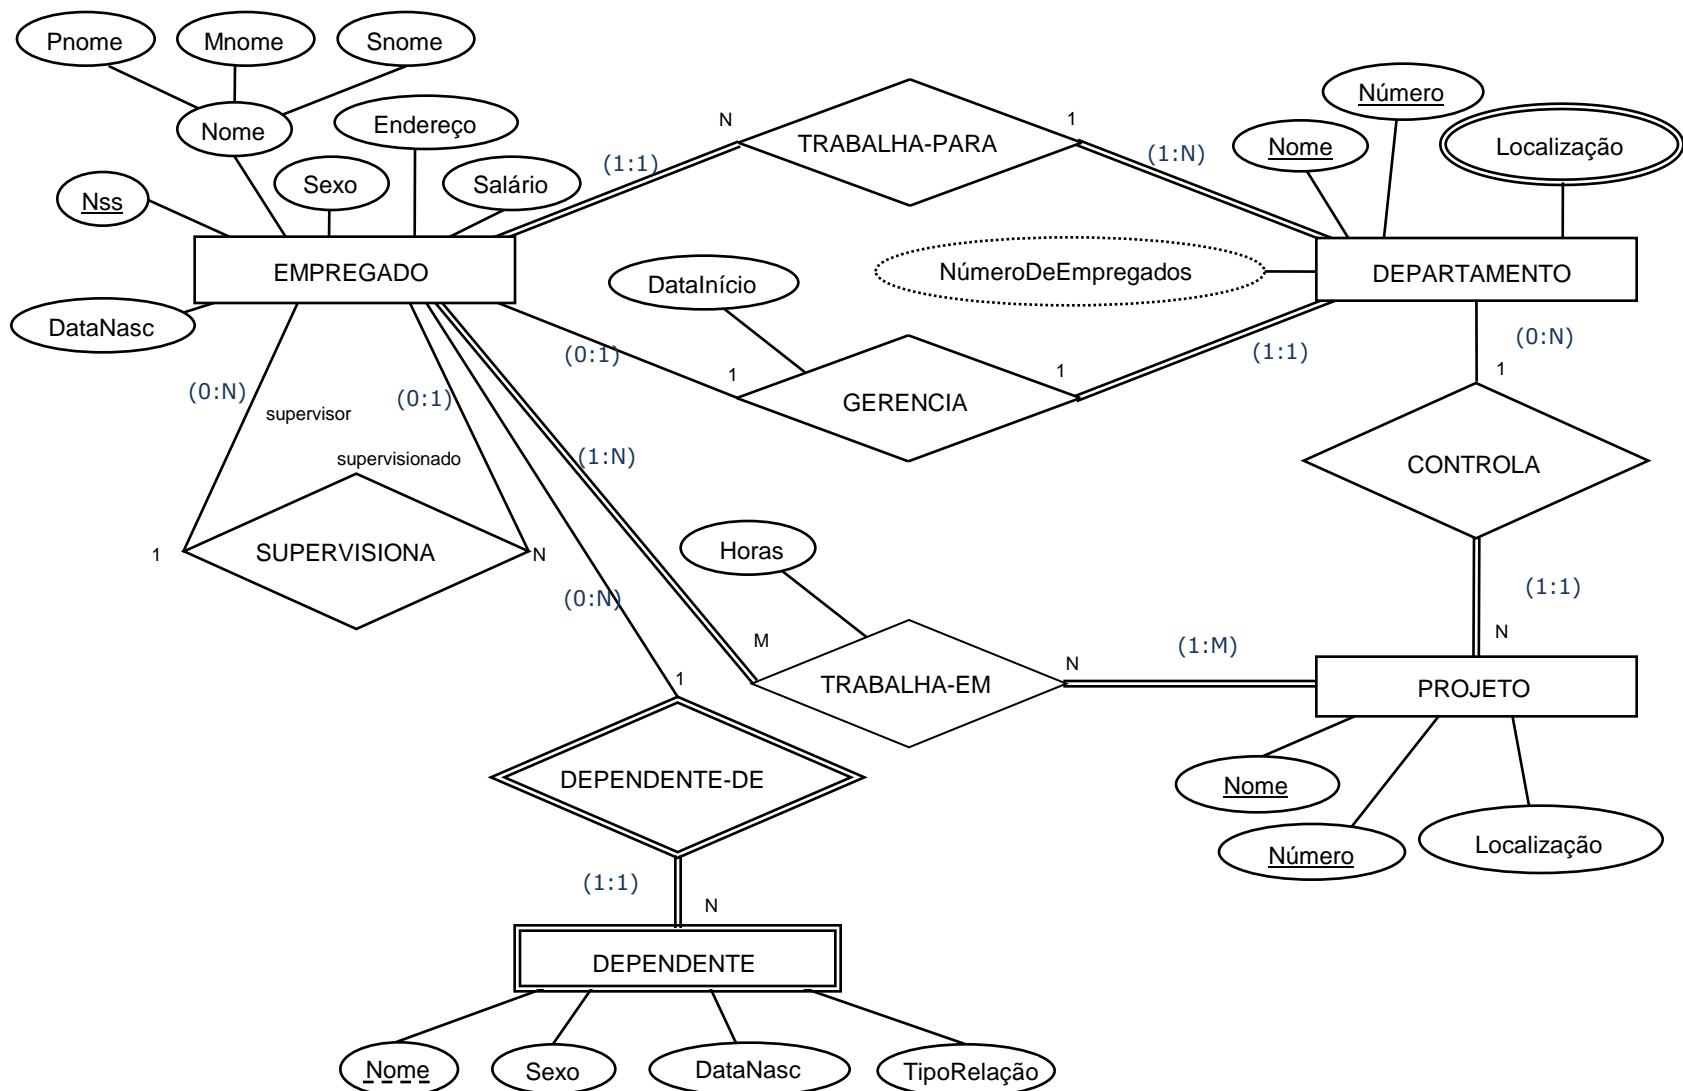 Pnome
Mnome
Snome
Nome
Endereço
Sexo
Salário
Nss
EMPREGADO
DataNasc
N
TRABALHA-PARA
1
(1:1)
(1:N)
Número
Nome
Localização
NúmeroDeEmpregados
DEPARTAMENTO
DataInício
(0:1)
1
GERENCIA
1
(1:1)
(0:N)
1
CONTROLA
(1:1)
N
(0:N)
(0:1)
supervisor
supervisionado
1
SUPERVISIONA
N
(1:N)
Horas
(0:N)
M
TRABALHA-EM
N
(1:M)
PROJETO
Nome
Número
Localização
1
DEPENDENTE-DE
(1:1)
N
DEPENDENTE
Nome
Sexo
DataNasc
TipoRelação